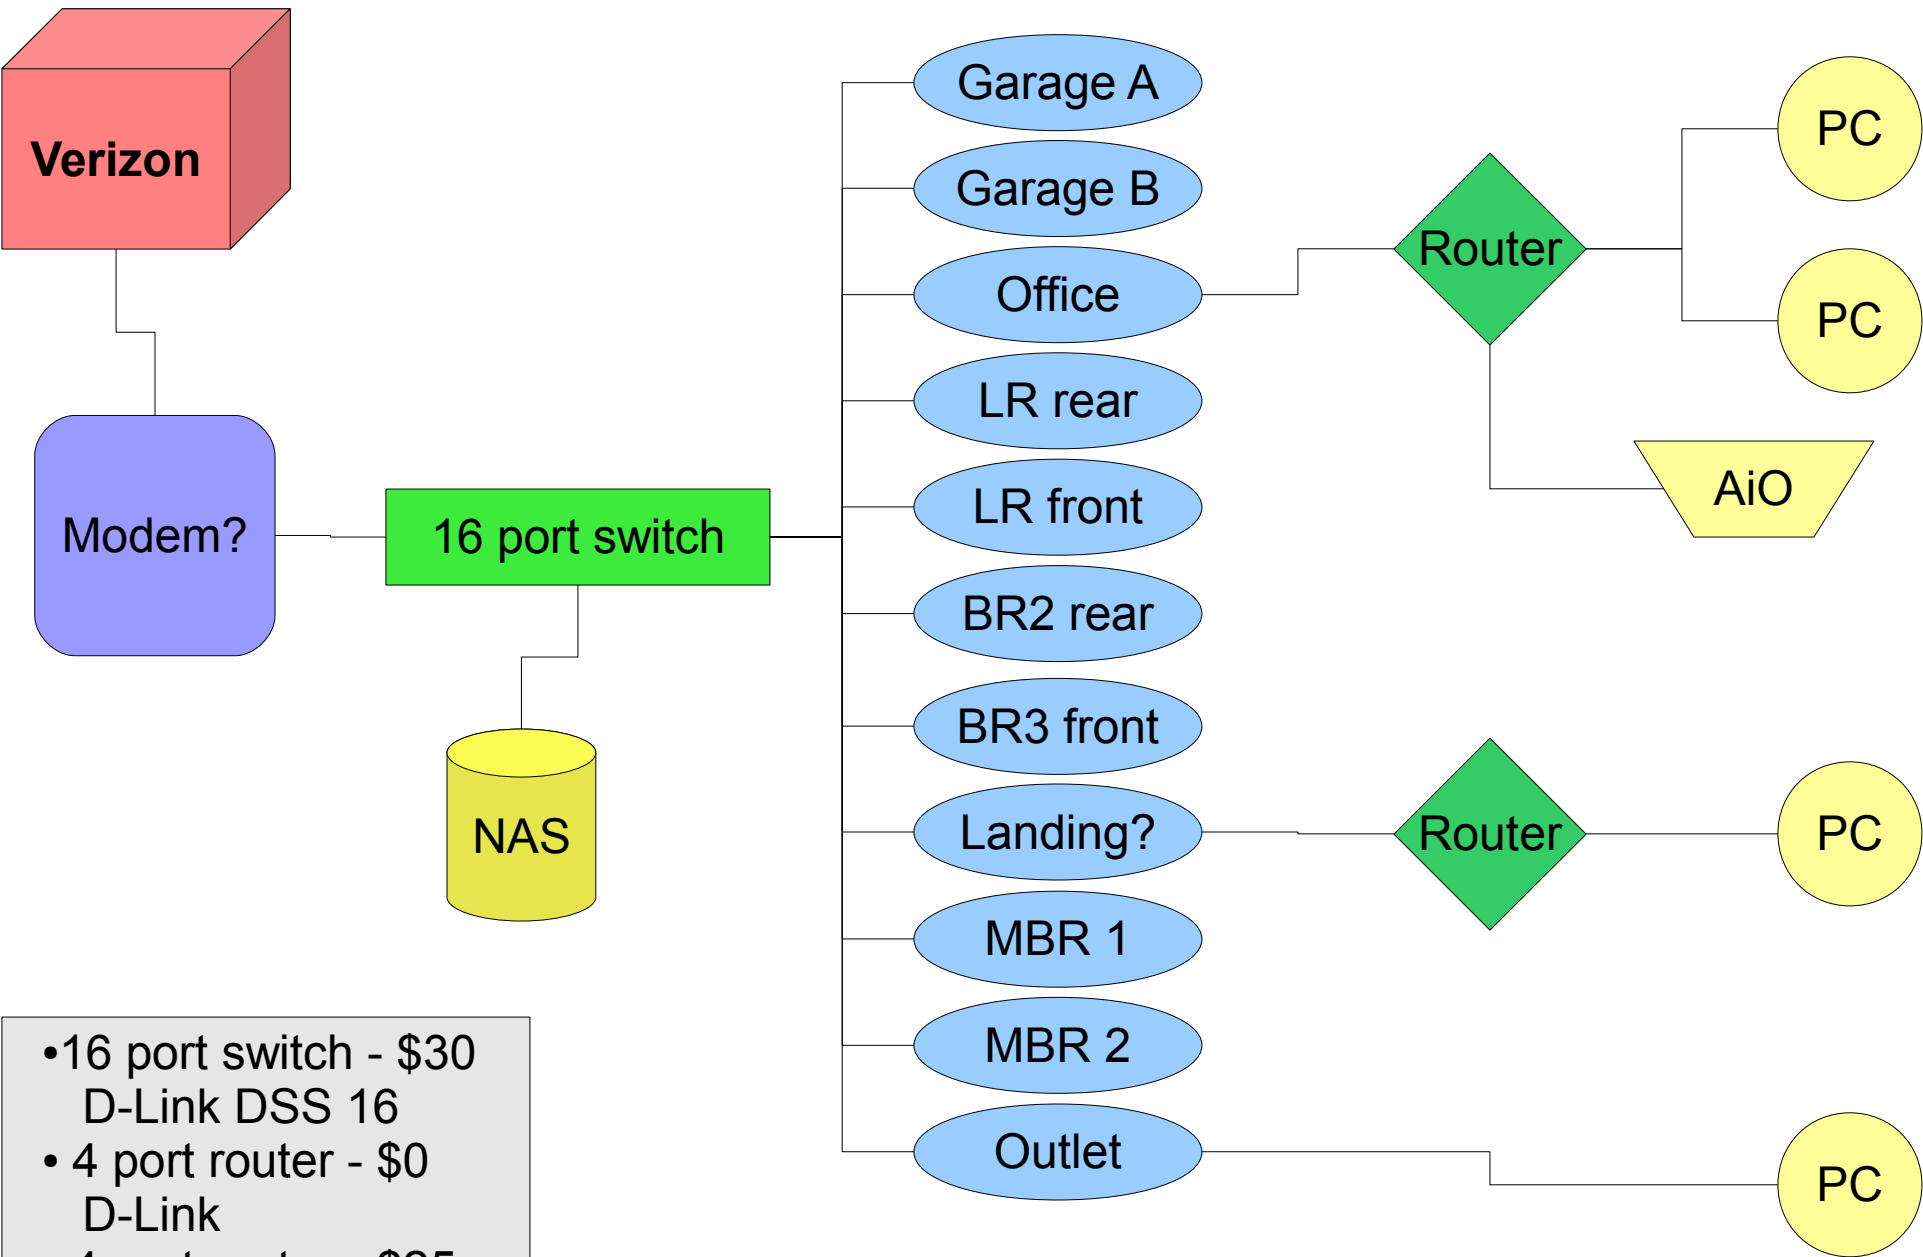 Verizon
Modem?
16 port switch
NAS
Garage A
Garage B
Office
LR rear
LR front
BR2 rear
BR3 front
Landing?
MBR 1
MBR 2
Outlet
Router
PC
PC
AiO
Router
PC
PC
•16 port switch - $30
D-Link DSS 16
• 4 port router - $0
D-Link